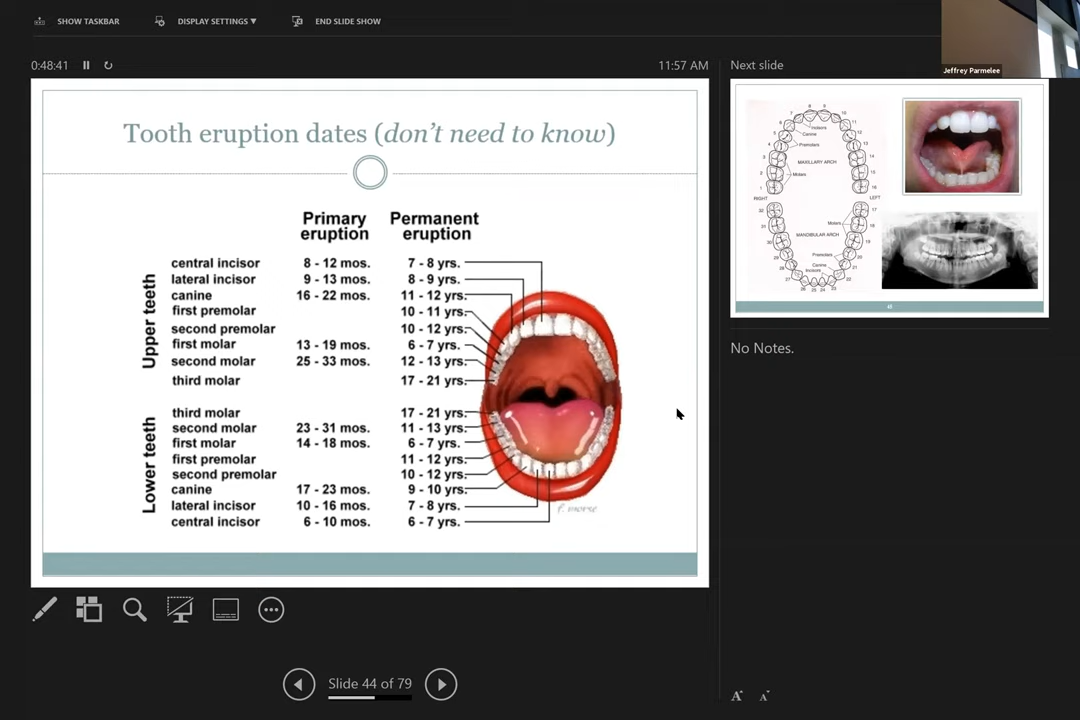 SHOW TASKBAR DISPLAY SETTINGS ▼ END SLIDE SHOW
Jeffrey Parmelee
0:48:41 11:57 AM
Next slide
Tooth eruption dates (don't need to know)
Primary eruption Permanent eruption
Upper teeth
central incisor 8 - 12 mos. 7 - 8 yrs.
lateral incisor 9 - 13 mos. 8 - 9 yrs.
canine 16 - 22 mos. 11 - 12 yrs.
first premolar 10 - 11 yrs.
second premolar 10 - 12 yrs.
first molar 13 - 19 mos. 6 - 7 yrs.
second molar 25 - 33 mos. 12 - 13 yrs.
third molar 17 - 21 yrs.
Lower teeth
third molar 17 - 21 yrs.
second molar 23 - 31 mos. 11 - 13 yrs.
first molar 14 - 18 mos. 6 - 7 yrs.
first premolar 11 - 12 yrs.
second premolar 10 - 12 yrs.
canine 17 - 23 mos. 9 - 10 yrs.
lateral incisor 10 - 16 mos. 7 - 8 yrs.
central incisor 6 - 10 mos. 6 - 7 yrs.
f. morse
Incisors
Canine
Premolars
MAXILLARY ARCH
Molars
RIGHT LEFT
Molars
MANDIBULAR ARCH
Premolars
Canine
Incisors
No Notes.
Slide 44 of 79
A A